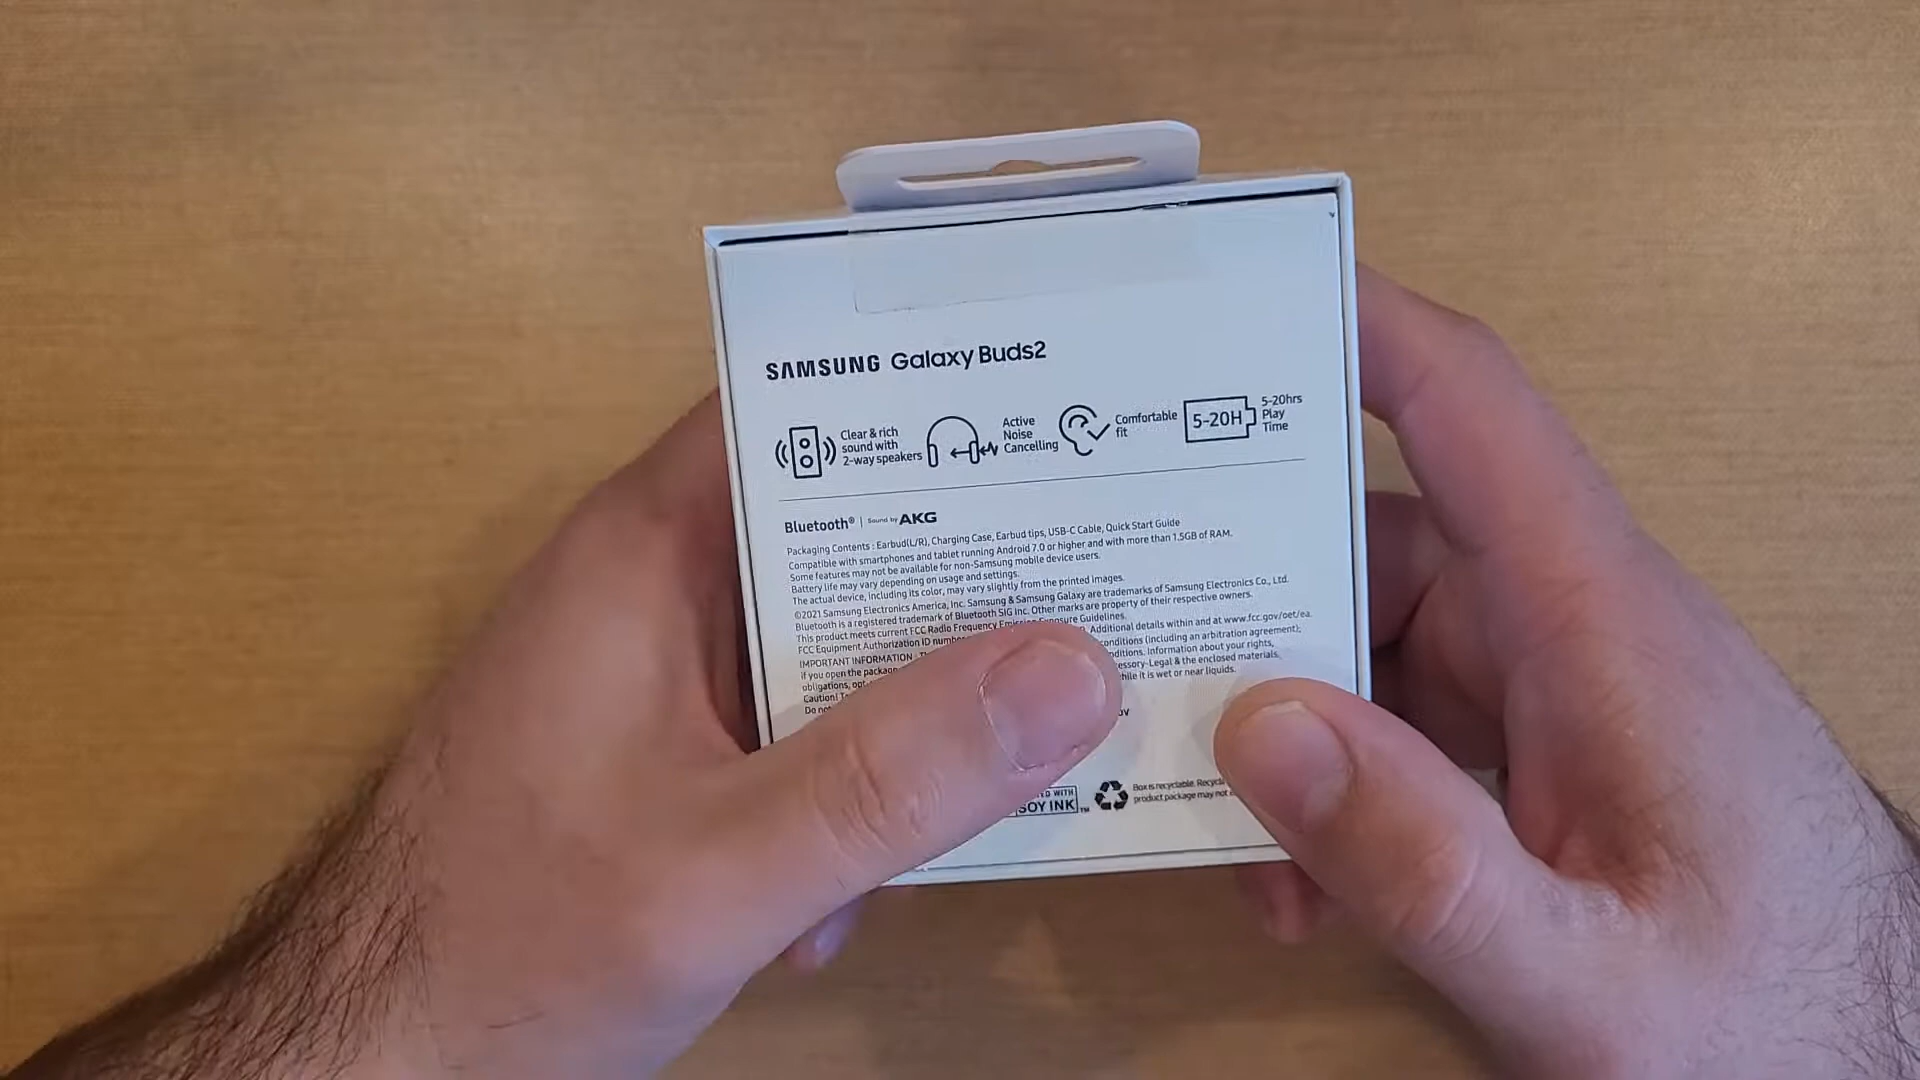 SAMSUNG Galaxy Buds2
Clear & rich
sound with
2-way speakers
Active
Noise
Cancelling
Comfortable
fit
5-20H
5-20hrs
Play
Time
Bluetooth® | Sound by AKG
Packaging Contents : Earbud(L/R), Charging Case, Earbud tips, USB-C Cable, Quick Start Guide
Compatible with smartphones and tablet running Android 7.0 or higher and with more than 1.5GB of RAM.
Some features may not be available for non-Samsung mobile device users.
Battery life may vary depending on usage and settings.
The actual device, including its color, may vary slightly from the printed images.
©2021 Samsung Electronics America, Inc. Samsung & Samsung Galaxy are trademarks of Samsung Electronics Co., Ltd.
Bluetooth is a registered trademark of Bluetooth SIG Inc. Other marks are property of their respective owners.
This product meets current FCC Radio Frequency Emission Exposure Guidelines.
FCC Equipment Authorization ID Additional details within and at www.fcc.gov/oet/ea.
IMPORTANT INFORMATION : conditions (including an arbitration agreement),
if you open the Information about your rights,
obligations, & the enclosed materials.
Caution! while it is wet or near liquids.
Do
WITH
SOY INK™
Box is recyclable.
product package may not